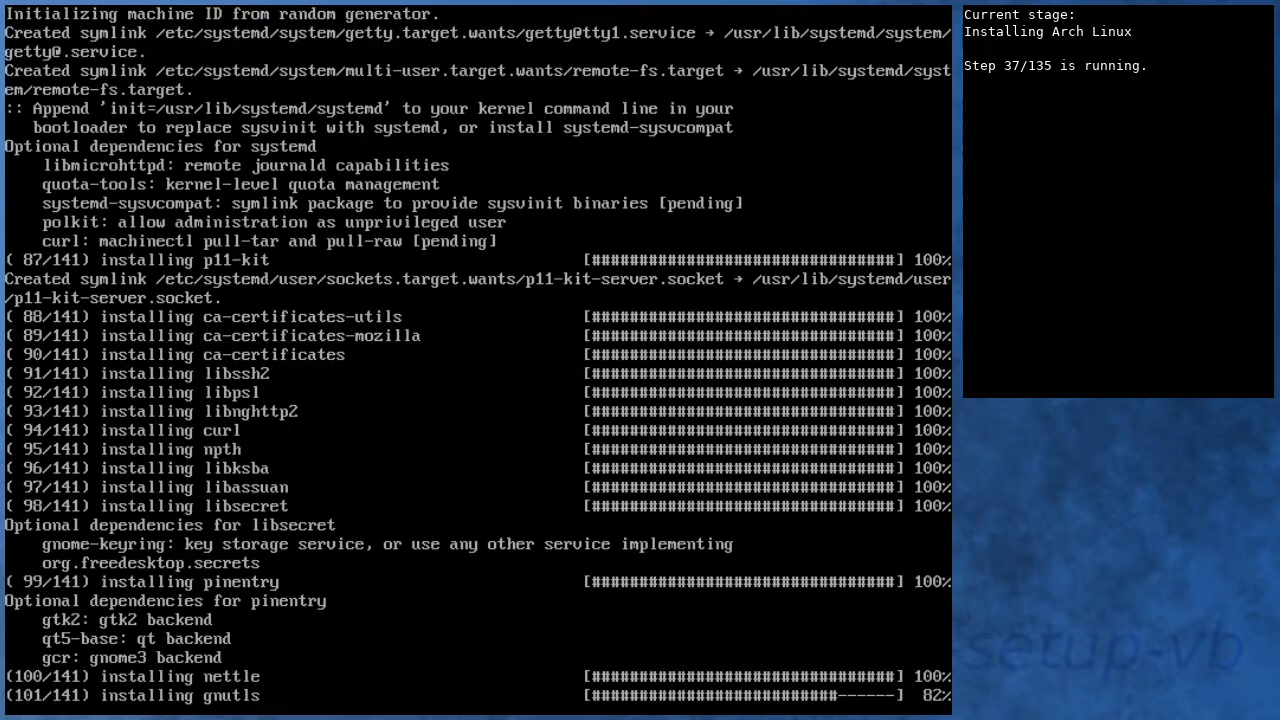 Initializing machine ID from random generator.
Created symlink /etc/systemd/system/getty.target.wants/getty@tty1.service → /usr/lib/systemd/system/
getty@.service.
Created symlink /etc/systemd/system/multi-user.target.wants/remote-fs.target → /usr/lib/systemd/syst
em/remote-fs.target.
:: Append 'init=/usr/lib/systemd/systemd' to your kernel command line in your
   bootloader to replace sysvinit with systemd, or install systemd-sysvcompat
Optional dependencies for systemd
    libmicrohttpd: remote journald capabilities
    quota-tools: kernel-level quota management
    systemd-sysvcompat: symlink package to provide sysvinit binaries [pending]
    polkit: allow administration as unprivileged user
    curl: machinectl pull-tar and pull-raw [pending]
( 87/141) installing p11-kit                                 [################################] 100%
Created symlink /etc/systemd/user/sockets.target.wants/p11-kit-server.socket → /usr/lib/systemd/user
/p11-kit-server.socket.
( 88/141) installing ca-certificates-utils                   [################################] 100%
( 89/141) installing ca-certificates-mozilla                 [################################] 100%
( 90/141) installing ca-certificates                         [################################] 100%
( 91/141) installing libssh2                                 [################################] 100%
( 92/141) installing libpsl                                  [################################] 100%
( 93/141) installing libnghttp2                              [################################] 100%
( 94/141) installing curl                                    [################################] 100%
( 95/141) installing npth                                    [################################] 100%
( 96/141) installing libksba                                 [################################] 100%
( 97/141) installing libassuan                               [################################] 100%
( 98/141) installing libsecret                               [################################] 100%
Optional dependencies for libsecret
    gnome-keyring: key storage service, or use any other service implementing
    org.freedesktop.secrets
( 99/141) installing pinentry                                [################################] 100%
Optional dependencies for pinentry
    gtk2: gtk2 backend
    qt5-base: qt backend
    gcr: gnome3 backend
(100/141) installing nettle                                  [################################] 100%
(101/141) installing gnutls                                  [##########################------]  82%
Current stage:
Installing Arch Linux
Step 37/135 is running.
setup-vb